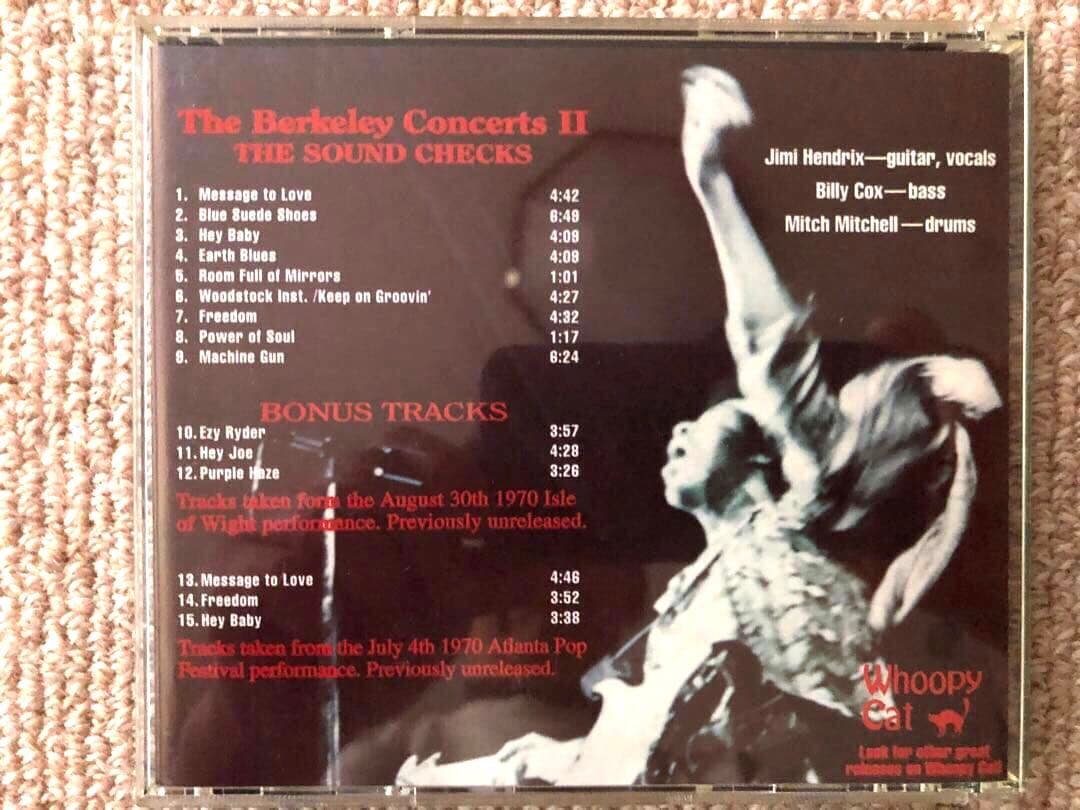 The Berkeley Concerts II
THE SOUND CHECKS
1. Message to Love 4:42
2. Blue Suede Shoes 6:49
3. Hey Baby 4:09
4. Earth Blues 4:09
5. Room Full of Mirrors 1:01
6. Woodstock Inst. /Keep on Groovin' 4:27
7. Freedom 4:32
8. Power of Soul 1:17
9. Machine Gun 6:24
BONUS TRACKS
10. Ezy Ryder 3:57
11. Hey Joe 4:28
12. Purple Haze 3:26
Tracks taken form the August 30th 1970 Isle
of Wight performance. Previously unreleased.
13. Message to Love 4:46
14. Freedom 3:52
15. Hey Baby 3:38
Tracks taken from the July 4th 1970 Atlanta Pop
Festival performance. Previously unreleased.
Jimi Hendrix—guitar, vocals
Billy Cox—bass
Mitch Mitchell—drums
Whoopy
Cat
Look for other great
releases on Whoopy Cat!